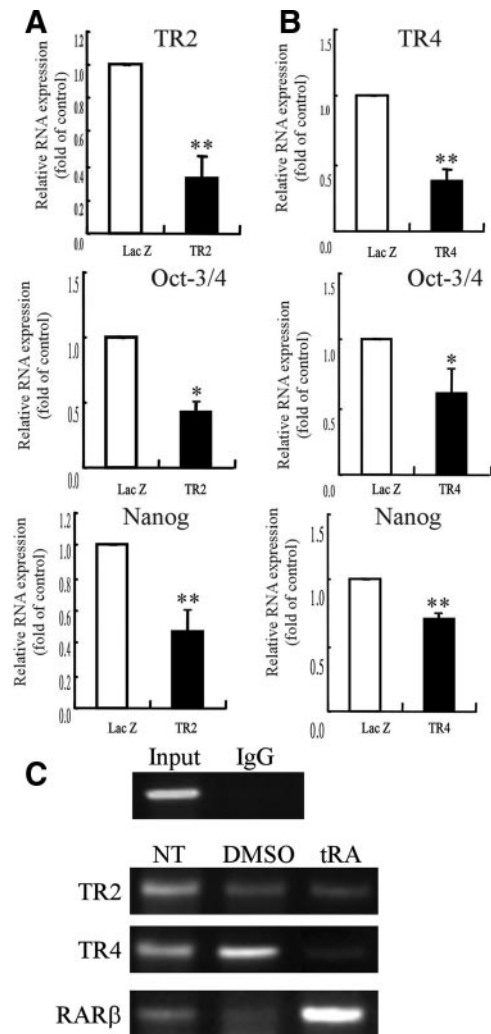 A
TR2
Relative RNA expression
(fold of control)
1.2
1.0
0.8
0.6
0.4
0.2
0.0
**
Lac Z TR2
Oct-3/4
Relative RNA expression
(fold of control)
1.5
1.0
0.5
0.0
*
Lac Z TR2
Nanog
Relative RNA expression
(fold of control)
1.2
1.0
0.8
0.6
0.4
0.2
0.0
**
Lac Z TR2
B
TR4
Relative RNA expression
(fold of control)
1.5
1.0
0.5
0.0
**
Lac Z TR4
Oct-3/4
Relative RNA expression
(fold of control)
1.5
1.0
0.5
0.0
*
Lac Z TR4
Nanog
Relative RNA expression
(fold of control)
1.5
1.0
0.5
0.0
**
Lac Z TR4
C
Input IgG
NT DMSO tRA
TR2
TR4
RARβ